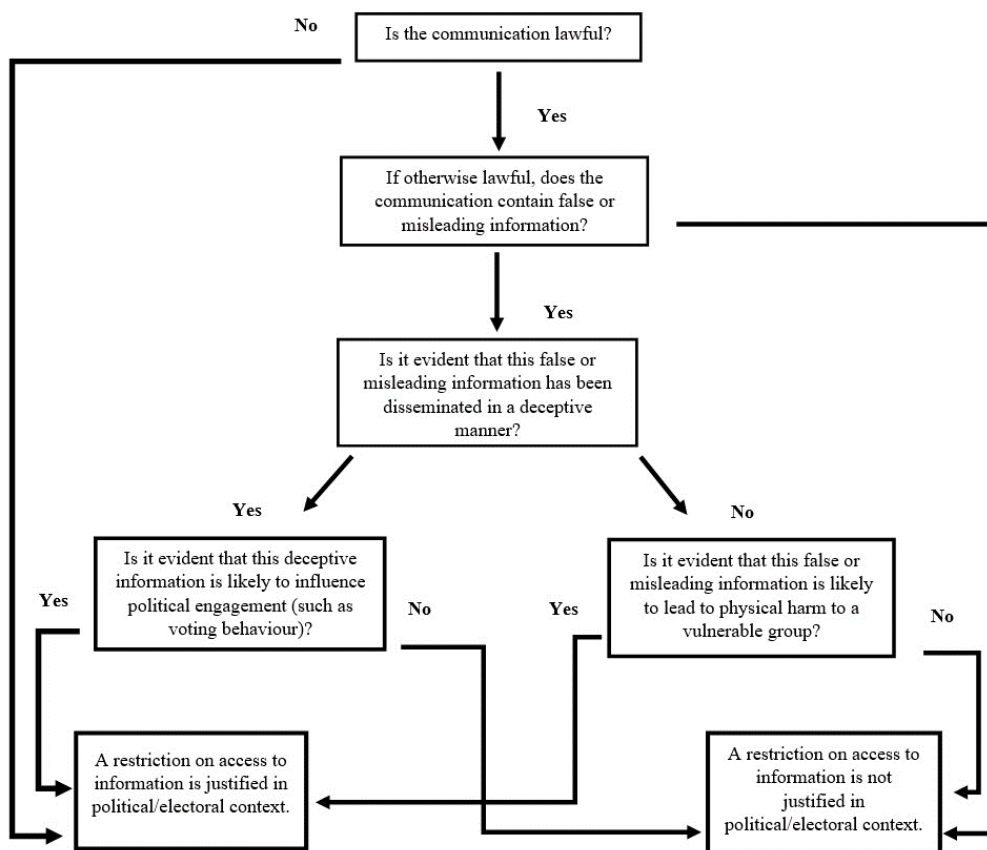 No
Is the communication lawful?
Yes
If otherwise lawful, does the
communication contain false or
misleading information?
Yes
Is it evident that this false or
misleading information has been
disseminated in a deceptive
manner?
Yes
No
Is it evident that this deceptive
information is likely to influence
political engagement (such as
voting behaviour)?
Yes
No
Is it evident that this false or
misleading information is likely
to lead to physical harm to a
vulnerable group?
Yes
No
A restriction on access to
information is justified in
political/electoral context.
A restriction on access to
information is not
justified in
political/electoral context.